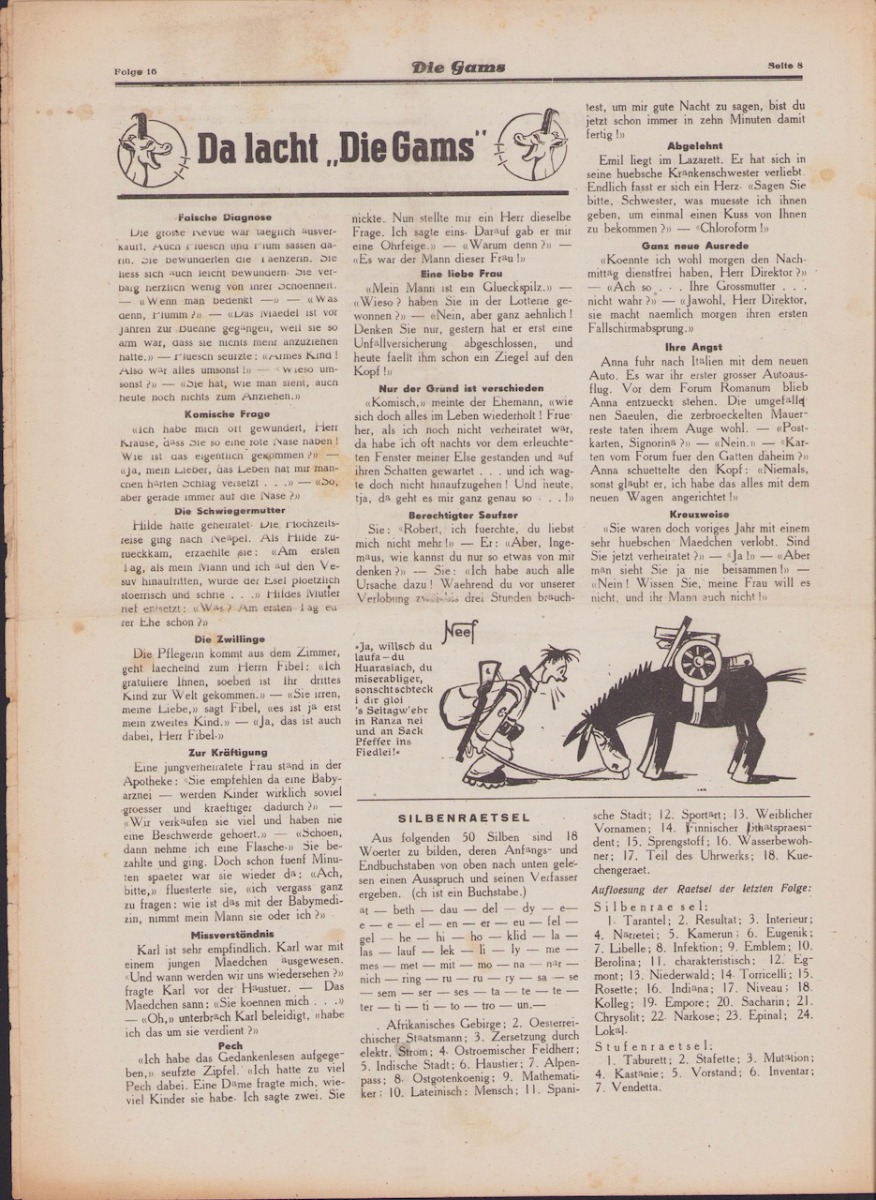 Folge 16
Die Gams
Seite 8
Da lacht „Die Gams"
Falsche Diagnose
Die große Revue war taeglich ausver-
kauft. Auch Pluesch und Plum sassen da-
rin. Sie bewunderten die Taenzerin. Sie
liess sich auch leicht bewundern. Sie ver-
barg herzlich wenig von ihrer Schoenheit.
— «Wenn man bedenkt —» — «Was
denn, Plumm?» — «Das Maedel ist vor
Jahren zur Buehne gegangen, weil sie so
arm war, dass sie nichts mehr anzuziehen
hatte.» — Pluesch seufzte: «Armes Kind!
Also war alles umsonst!» — «Wieso um-
sonst?» — «Sie hat, wie man sieht, auch
heute noch nichts zum Anziehen.»
Komische Frage
«Ich habe mich oft gewundert, Herr
Krause, dass Sie so eine rote Nase haben!
Wie ist das eigentlich gekommen?» —
«Ja, mein Lieber, das Leben hat mir man-
chen harten Schlag versetzt . . .» — «So,
aber gerade immer auf die Nase?»
Die Schwiegermutter
Hilde hatte geheiratet. Die Hochzeits-
reise ging nach Neapel. Als Hilde zu-
rueckkam, erzaehlte sie: «Am ersten
Tag, als mein Mann und ich auf den Ve-
suv hinaufritten, wurde der Esel ploetzlich
stoerrisch und schrie . . .» Hildes Mutter
rief entsetzt: «Was? Am ersten Tag eu
rer Ehe schon?»
Die Zwillinge
Die Pflegerin kommt aus dem Zimmer,
geht laechelnd zum Herrn Fibel: «Ich
gratuliere Ihnen, soeben ist Ihr drittes
Kind zur Welt gekommen.» — «Sie irren,
meine Liebe,» sagt Fibel, «es ist ja erst
mein zweites Kind.» — «Ja, das ist auch
dabei, Herr Fibel.»
Zur Kräftigung
Eine jungverheiratete Frau stand in der
Apotheke: «Sie empfehlen da eine Baby-
arznei — werden Kinder wirklich soviel
groesser und kraeftiger dadurch?» —
«Wir verkaufen sie viel und haben nie
eine Beschwerde gehoert.» — «Schoen,
dann nehme ich eine Flasche.» Sie be-
zahlte und ging. Doch schon fuenf Minu-
ten spaeter war sie wieder da: «Ach,
bitte,» fluesterte sie, «ich vergass ganz
zu fragen: wie ist das mit der Babymedi-
zin, nimmt mein Mann sie oder ich?»
Missverständnis
Karl ist sehr empfindlich. Karl war mit
einem jungen Maedchen ausgewesen.
«Und wann werden wir uns wiedersehen?»
fragte Karl vor der Haustuer. — Das
Maedchen sann: «Sie koennen mich . . .»
— «Oh,» unterbrach Karl beleidigt, «habe
ich das um sie verdient?»
Pech
«Ich habe das Gedankenlesen aufgege-
ben,» seufzte Zipfel. «Ich hatte zu viel
Pech dabei. Eine Dame fragte mich, wie-
viel Kinder sie habe. Ich sagte zwei. Sie
nickte. Nun stellte mir ein Herr dieselbe
Frage. Ich sagte eins. Darauf gab er mir
eine Ohrfeige.» — «Warum denn?» —
«Es war der Mann dieser Frau!»
Eine liebe Frau
«Mein Mann ist ein Glueckspilz.» —
«Wieso? haben Sie in der Lotterie ge-
wonnen?» — «Nein, aber ganz aehnlich!
Denken Sie nur, gestern hat er erst eine
Unfallversicherung abgeschlossen, und
heute faellt ihm schon ein Ziegel auf den
Kopf!»
Nur der Grund ist verschieden
«Komisch,» meinte der Ehemann, «wie
sich doch alles im Leben wiederholt! Frue-
her, als ich noch nicht verheiratet war,
da habe ich oft nachts vor dem erleuchte-
ten Fenster meiner Else gestanden und auf
ihren Schatten gewartet . . . und ich wag-
te doch nicht hinaufzugehen! Und heute,
tja, da geht es mir ganz genau so . . .!»
Berechtigter Seufzer
Sie: «Robert, ich fuerchte, du liebst
mich nicht mehr!» — Er: «Aber, Inge-
maus, wie kannst du nur so etwas von mir
denken?» — Sie: «Ich habe auch alle
Ursache dazu! Waehrend du vor unserer
Verlobung drei Stunden brauch-
test, um mir gute Nacht zu sagen, bist du
jetzt schon immer in zehn Minuten damit
fertig!»
Abgelehnt
Emil liegt im Lazarett. Er hat sich in
seine huebsche Krankenschwester verliebt.
Endlich fasst er sich ein Herz. «Sagen Sie
bitte, Schwester, was muesste ich ihnen
geben, um einmal einen Kuss von Ihnen
zu bekommen?» — «Chloroform!»
Ganz neue Ausrede
«Koennte ich wohl morgen den Nach-
mittag dienstfrei haben, Herr Direktor?»
— «Ach so . . . Ihre Grossmutter . . .
nicht wahr?» — «Jawohl, Herr Direktor,
sie macht naemlich morgen ihren ersten
Fallschirmabsprung.»
Ihre Angst
Anna fuhr nach Italien mit dem neuen
Auto. Es war ihr erster grosser Autoaus-
flug. Vor dem Forum Romanum blieb
Anna entzueckt stehen. Die umgefalle
nen Saeulen, die zerbroeckelten Mauer-
reste taten ihrem Auge wohl. — «Post-
karten, Signorina?» — «Nein.» — «Kar-
ten vom Forum fuer den Gatten daheim?»
Anna schuettelte den Kopf: «Niemals,
sonst glaubt er, ich habe das alles mit dem
neuen Wagen angerichtet!»
Kreuzweise
«Sie waren doch voriges Jahr mit einem
sehr huebschen Maedchen verlobt. Sind
Sie jetzt verheiratet?» — «Ja!» — «Aber
man sieht Sie ja nie beisammen!» —
«Nein! Wissen Sie, meine Frau will es
nicht, und ihr Mann auch nicht!»
Neef
»Ja, willsch du
laufa — du
Huarasiach, du
miserabliger,
sonschtschteck
i dir gloi
's Seitagw'ehr
in Ranza nei
und an Sack
Pfeffer ins
Fiedlei!«
SILBENRAETSEL
Aus folgenden 50 Silben sind 18
Woerter zu bilden, deren Anfangs- und
Endbuchstaben von oben nach unten gele-
sen einen Ausspruch und seinen Verfasser
ergeben. (ch ist ein Buchstabe.)
at — beth — dau — del — dy — e—
e — e — el — en — er — eu — fel —
gel — he — hi — ho — klid — la —
las — lauf — lek — li — ly — me —
mes — met — mit — mo — na — nar —
nich — ring — ru — ru — ry — sa — se
— sem — ser — ses — ta — te — te —
ter — ti — ti — to — tro — un.—
. Afrikanisches Gebirge; 2. Oesterrei-
chischer Staatsmann; 3. Zersetzung durch
elektr. Strom; 4. Ostroemischer Feldherr;
5. Indische Stadt; 6. Haustier; 7. Alpen-
pass; 8. Ostgotenkoenig; 9. Mathemati-
ker; 10. Lateinisch: Mensch; 11. Spani-
sche Stadt; 12. Sportart; 13. Weiblicher
Vornamen; 14. Finnischer
dent; 15. Sprengstoff; 16. Wasserbewoh-
ner; 17. Teil des Uhrwerks; 18. Kue-
chengeraet.
Aufloesung der Raetsel der letzten Folge:
Silbenraesel:
1. Tarantel; 2. Resultat; 3. Interieur;
4. Narretei; 5. Kamerun; 6. Eugenik;
7. Libelle; 8. Infektion; 9. Emblem; 10.
Berolina; 11. charakteristisch; 12. Eg-
mont; 13. Niederwald; 14. Torricelli; 15.
Rosette; 16. Indiana; 17. Niveau; 18.
Kolleg; 19. Empore; 20. Sacharin; 21.
Chrysolit; 22. Narkose; 23. Epinal; 24.
Lokal.
Stufenraetsel:
1. Taburett; 2. Stafette; 3. Mutation;
4. Kastanie; 5. Vorstand; 6. Inventar;
7. Vendetta.